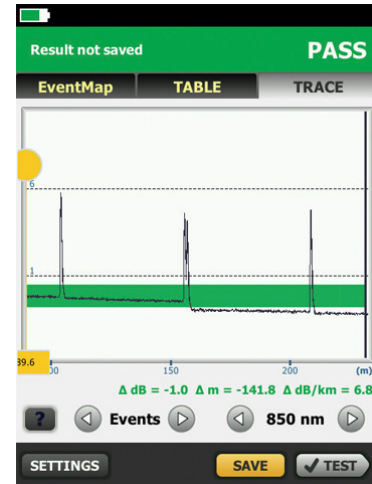 Result not saved PASS
EventMap TABLE TRACE
6
1
39.6
00 150 200 (m)
Δ dB = -1.0 Δ m = -141.8 Δ dB/km = 6.8
? Events 850 nm
SETTINGS SAVE TEST